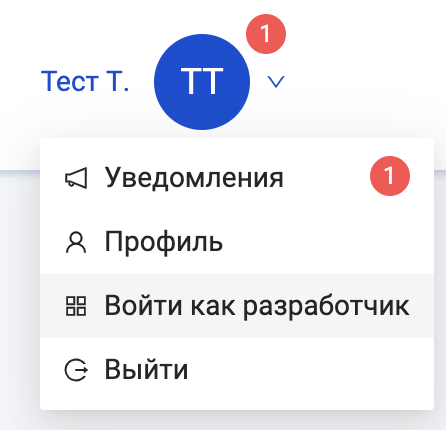 1
Тест Т.
ТТ
Уведомления 1
Профиль
Войти как разработчик
Выйти